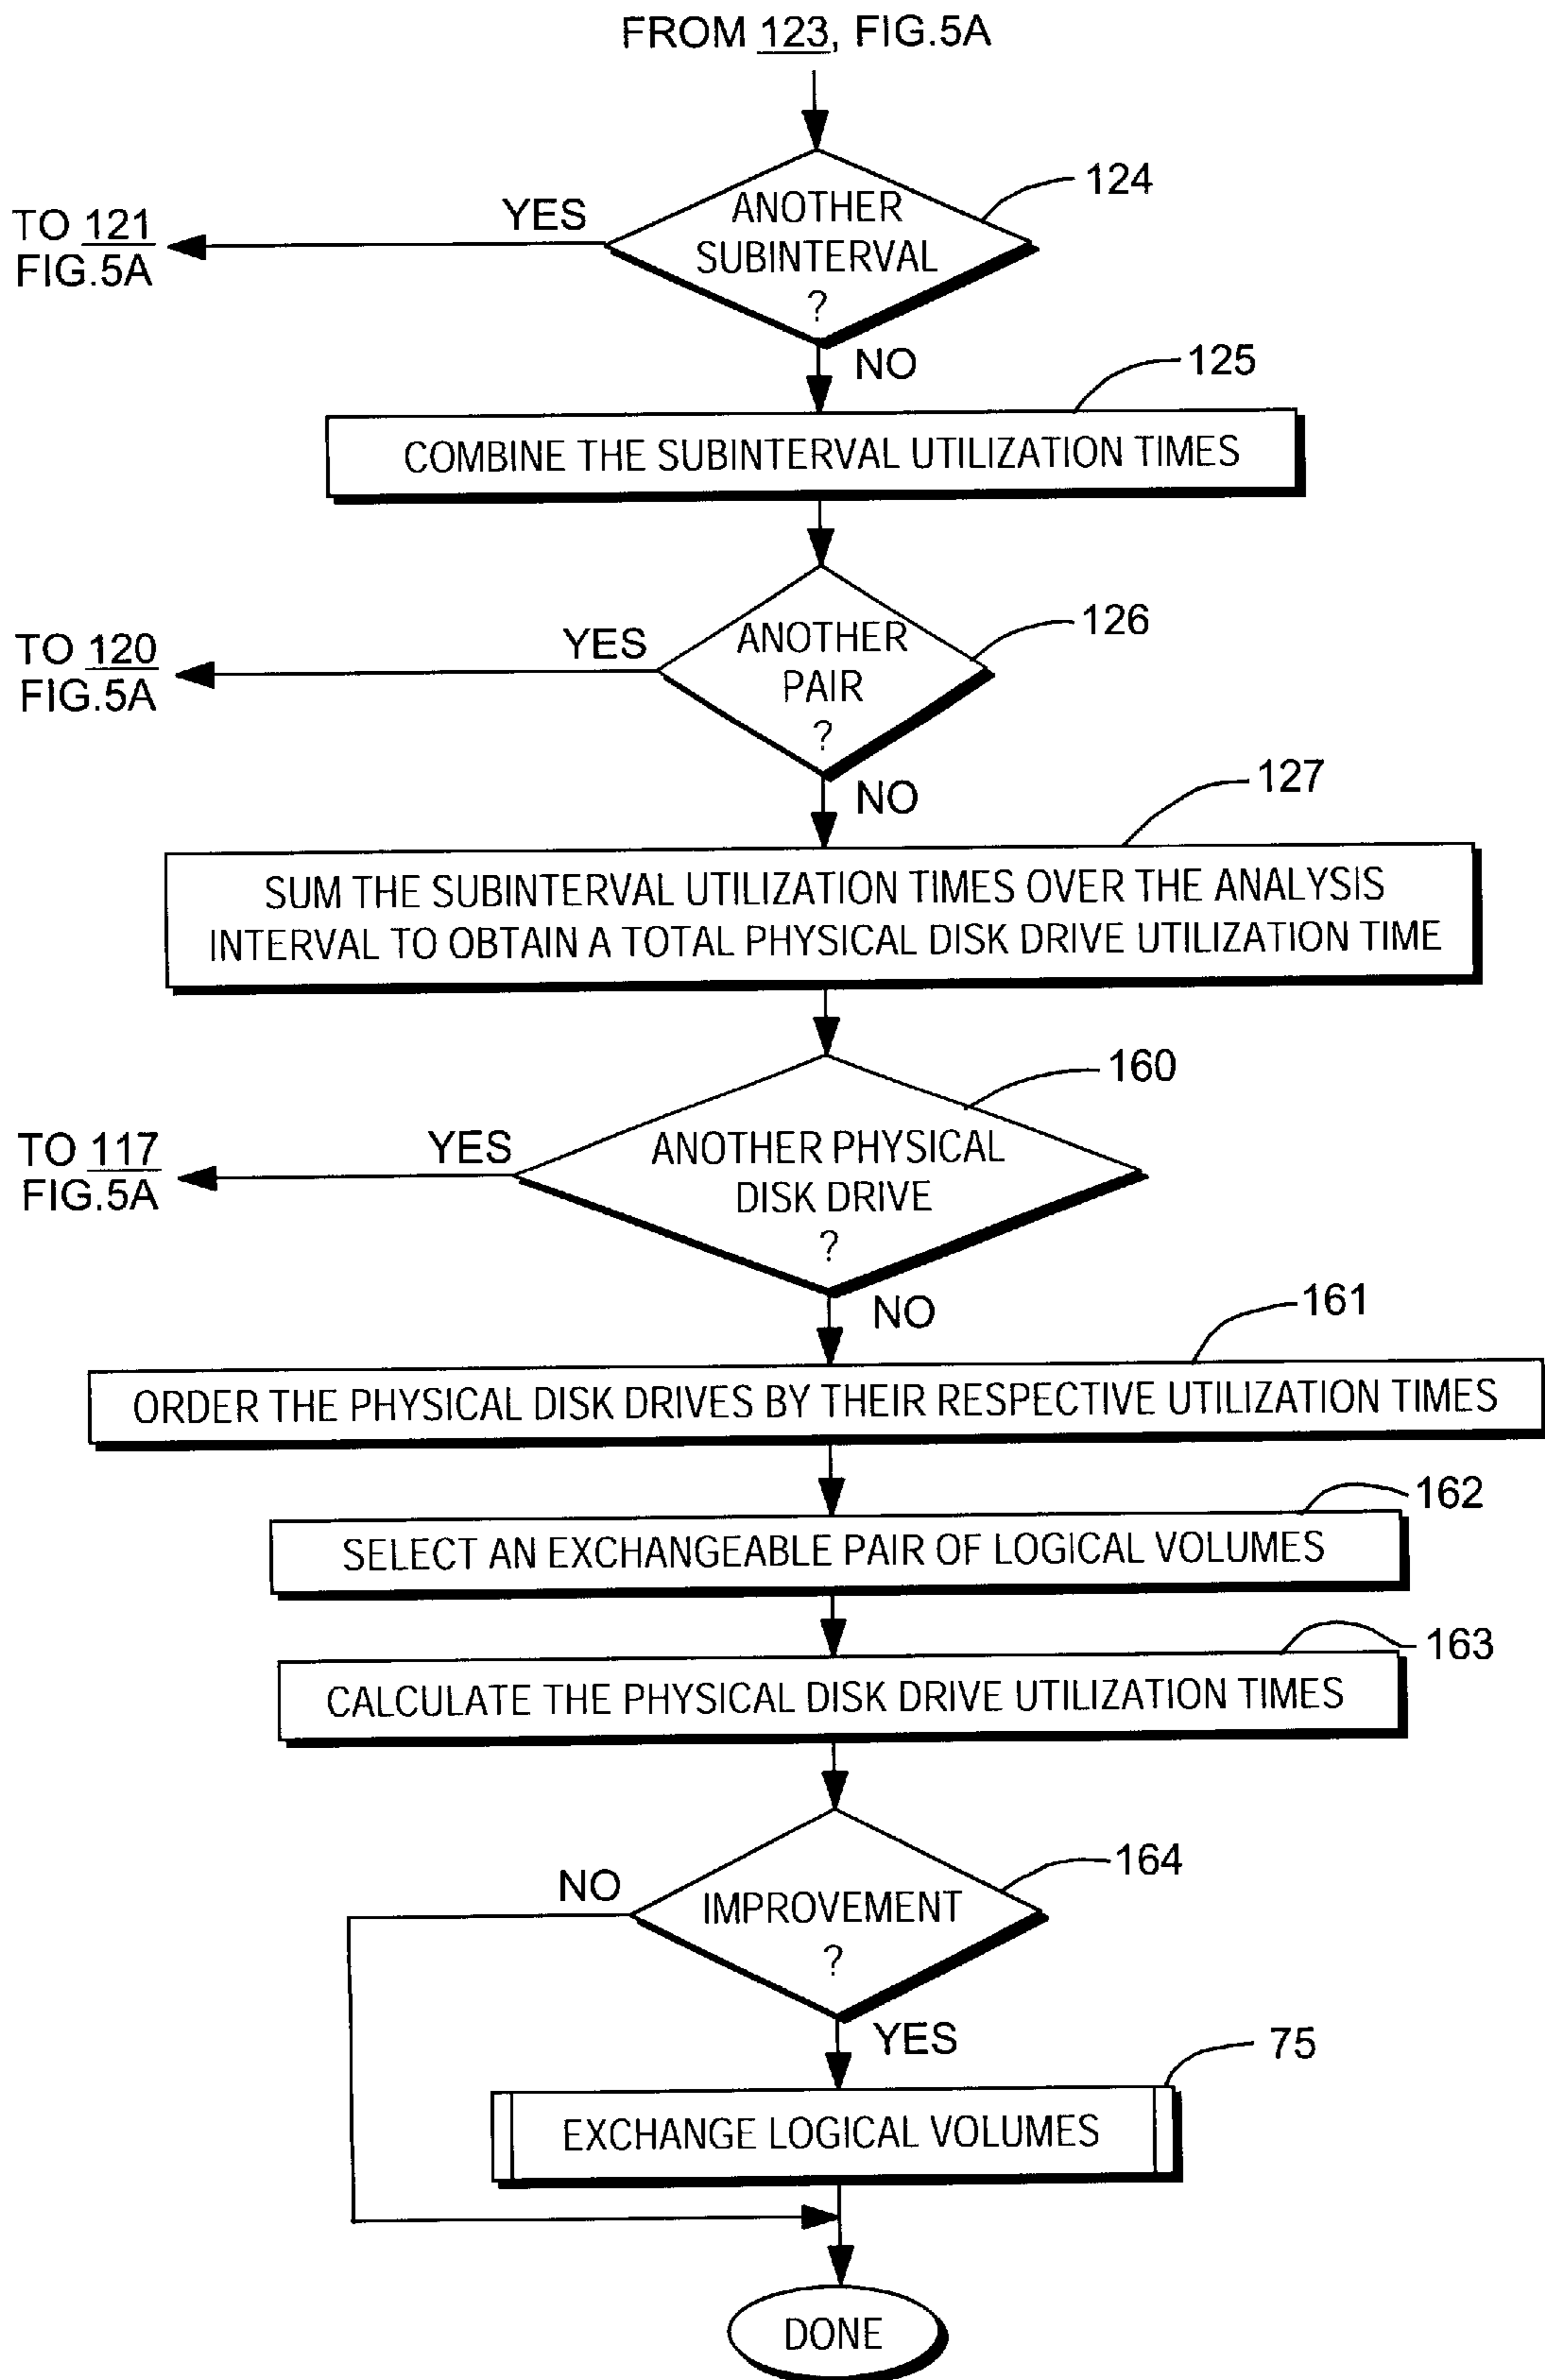 FROM 123, FIG.5A
124
YES
ANOTHER
SUBINTERVAL
?
TO 121
FIG.5A
NO
125
COMBINE THE SUBINTERVAL UTILIZATION TIMES
126
YES
ANOTHER
PAIR
?
TO 120
FIG.5A
NO
127
SUM THE SUBINTERVAL UTILIZATION TIMES OVER THE ANALYSIS
INTERVAL TO OBTAIN A TOTAL PHYSICAL DISK DRIVE UTILIZATION TIME
160
YES
ANOTHER PHYSICAL
DISK DRIVE
?
TO 117
FIG.5A
NO
161
ORDER THE PHYSICAL DISK DRIVES BY THEIR RESPECTIVE UTILIZATION TIMES
162
SELECT AN EXCHANGEABLE PAIR OF LOGICAL VOLUMES
163
CALCULATE THE PHYSICAL DISK DRIVE UTILIZATION TIMES
164
NO
IMPROVEMENT
?
YES
75
EXCHANGE LOGICAL VOLUMES
DONE